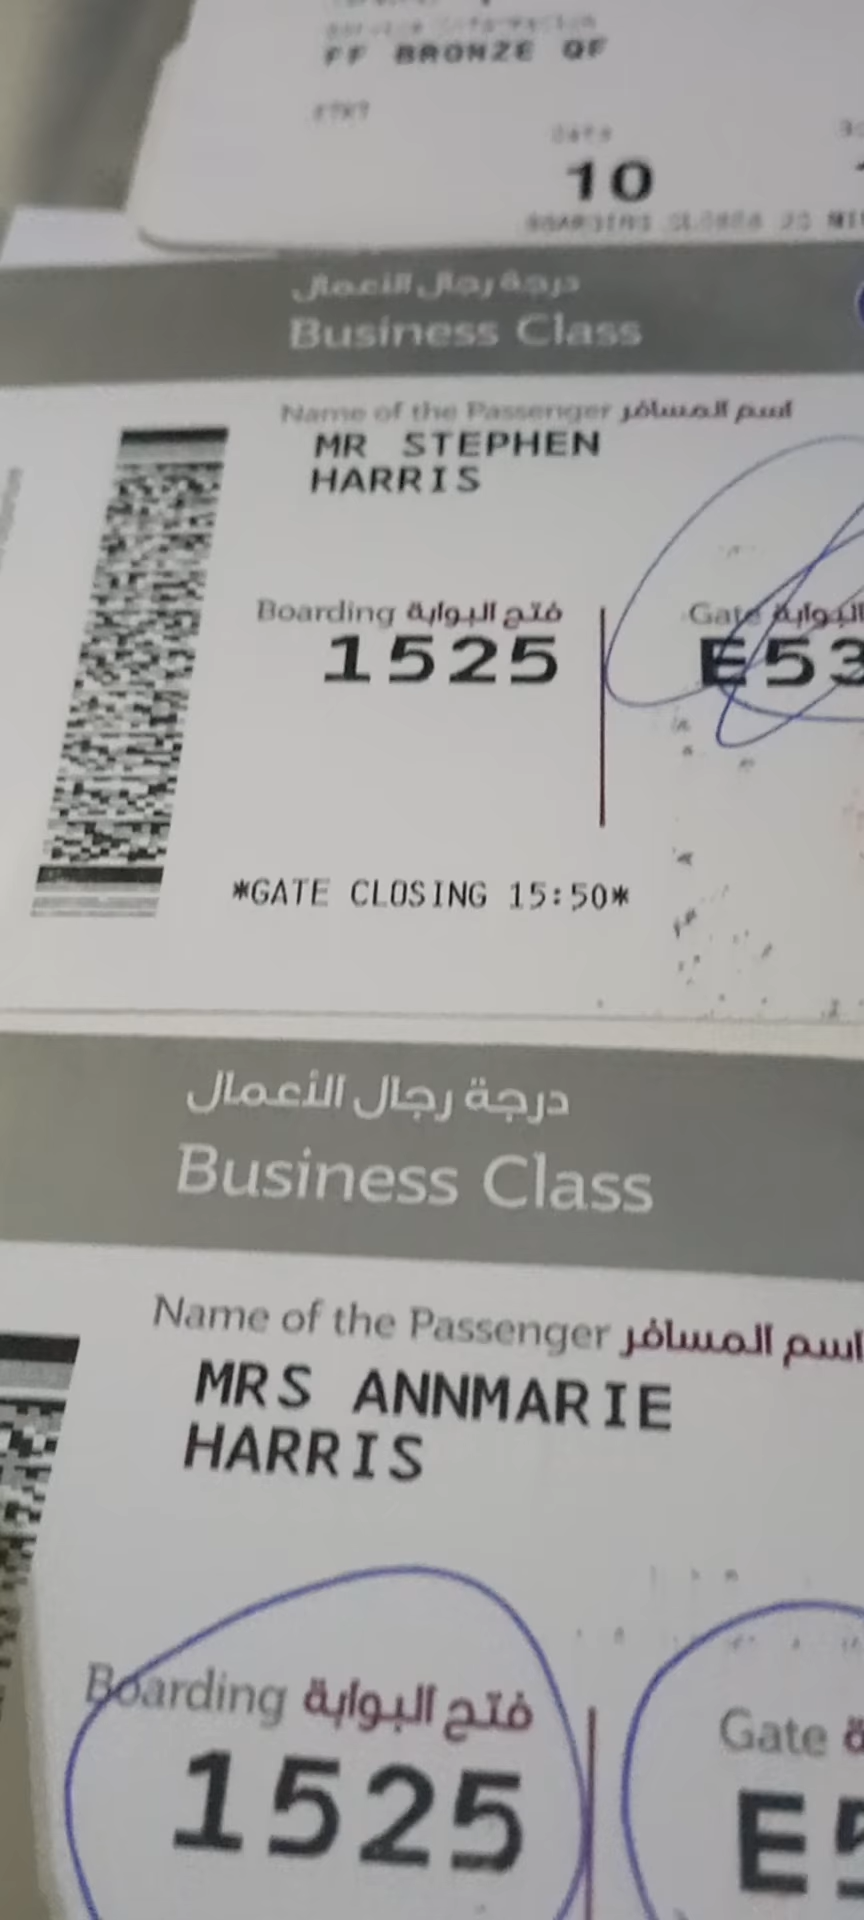 FF BRONZE QF
10
درجة رجال الأعمال
Business Class
Name of the Passenger اسم المسافر
MR STEPHEN
HARRIS
Boarding فتح البوابة
Gate البوابة
1525
E53
*GATE CLOSING 15:50*
درجة رجال الأعمال
Business Class
Name of the Passenger اسم المسافر
MRS ANNMARIE
HARRIS
Boarding فتح البوابة
Gate
1525
E5